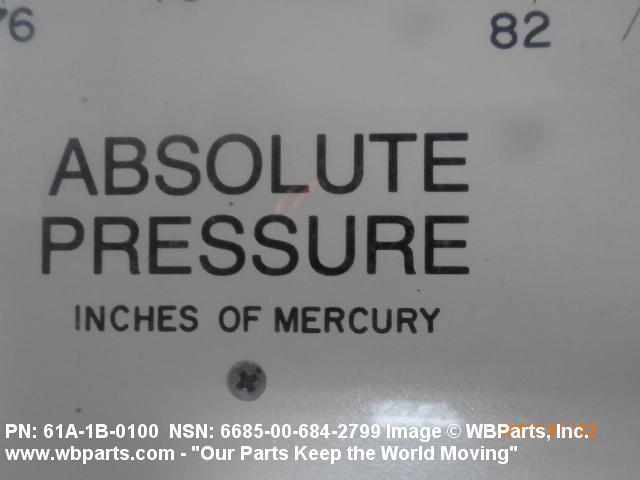 76
82
ABSOLUTE
PRESSURE
INCHES OF MERCURY
PN: 61A-1B-0100 NSN: 6685-00-684-2799 Image © WBParts, Inc.
www.wbparts.com - "Our Parts Keep the World Moving"